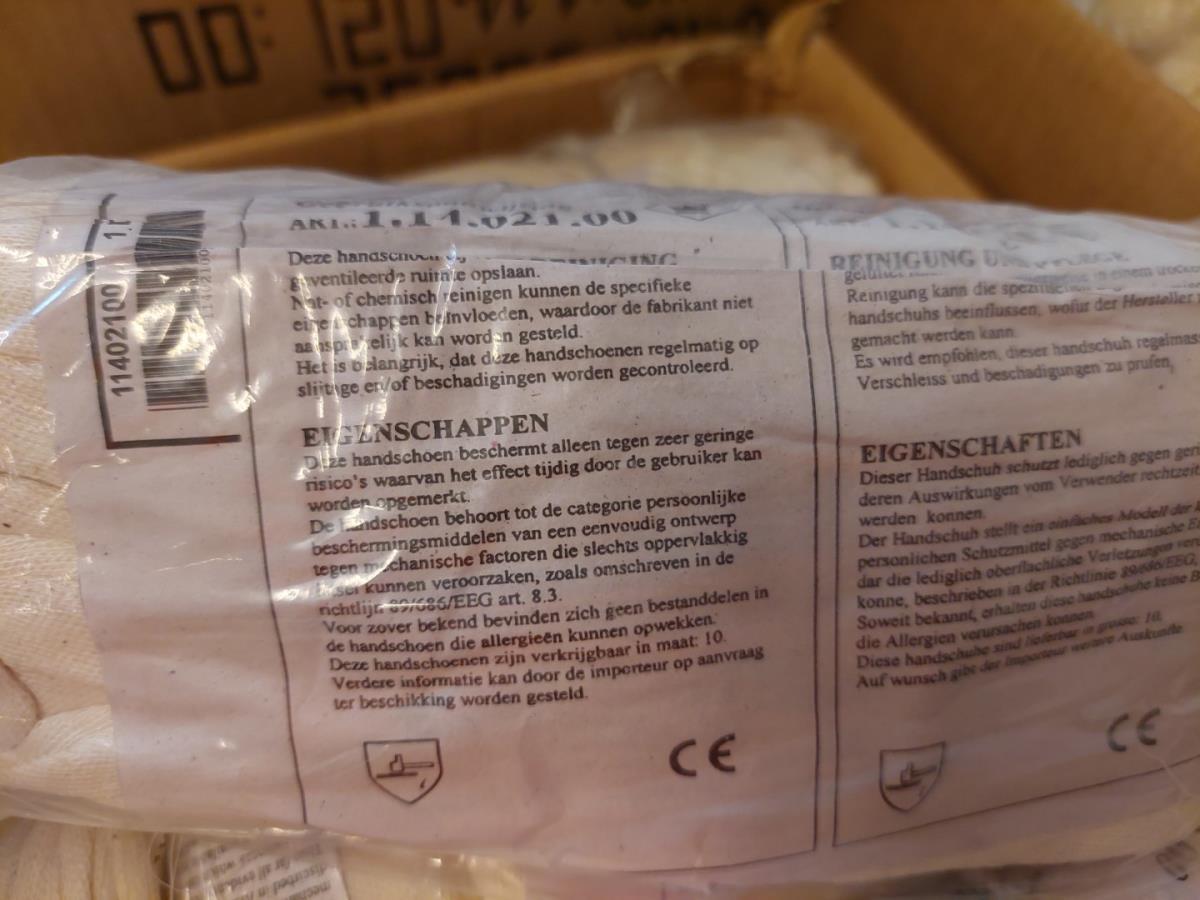 00:
ART.: 1.14.021.00
11402100
11402100
Deze
geventileerde ruimte opslaan.
Nat- of chemisch reinigen kunnen de specifieke
eigenschappen beïnvloeden, waardoor de fabrikant niet
aansprakelijk kan worden gesteld.
Het is belangrijk, dat deze handschoenen regelmatig op
slijtage en/of beschadigingen worden gecontroleerd.
EIGENSCHAPPEN
Deze handschoen beschermt alleen tegen zeer geringe
risico's waarvan het effect tijdig door de gebruiker kan
worden opgemerkt.
De handschoen behoort tot de categorie persoonlijke
beschermingsmiddelen van een eenvoudig ontwerp
tegen mechanische factoren die slechts oppervlakkig
kunnen veroorzaken, zoals omschreven in de
richtlijn 89/686/EEG art. 8.3.
Voor zover bekend bevinden zich geen bestanddelen in
de handschoen die allergieën kunnen opwekken.
Deze handschoenen zijn verkrijgbaar in maat: 10.
Verdere informatie kan door de importeur op aanvraag
ter beschikking worden gesteld.
CE
REINIGUNG
in einem
Reinigung kann die
handschuhs beeinflussen, wofur der Hersteller
gemacht werden kann.
Es wird empfohlen, dieser handschuh regelmas
Verschleiss und beschadigungen zu prufen,
EIGENSCHAFTEN
Dieser Handschuh schutzt lediglich gegen
deren Auswirkungen vom Verwender
werden konnen.
Der Handschuh stellt ein einfaches Modell der
personlichen Schutzmittel gegen mechanische
dar die lediglich oberflachliche Verletzungen
konne, beschrieben in der Richtlinie 89/686/EEG,
Soweit bekannt, erhalten diese handschuhe keine
die Allergien verursachen konnen.
Diese handschuhe sind lieferbar in grosse: 10.
Auf wunsch gibt der Importeur weitere Auskunfte
CE